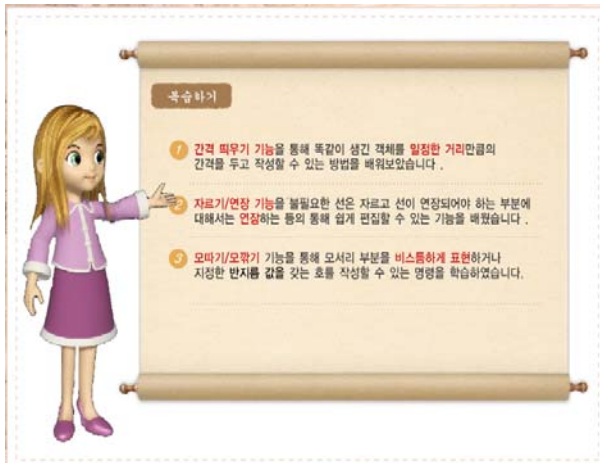 복습하기
1 간격 띄우기 기능을 통해 똑같이 생긴 객체를 일정한 거리만큼의
간격을 두고 작성할 수 있는 방법을 배워보았습니다 .
2 자르기/연장 기능을 불필요한 선은 자르고 선이 연장되어야 하는 부분에
대해서는 연장하는 등의 통해 쉽게 편집할 수 있는 기능을 배웠습니다 .
3 모따기/모깎기 기능을 통해 모서리 부분을 비스듬하게 표현하거나
지정한 반지름 값을 갖는 호를 작성할 수 있는 명령을 학습하였습니다.